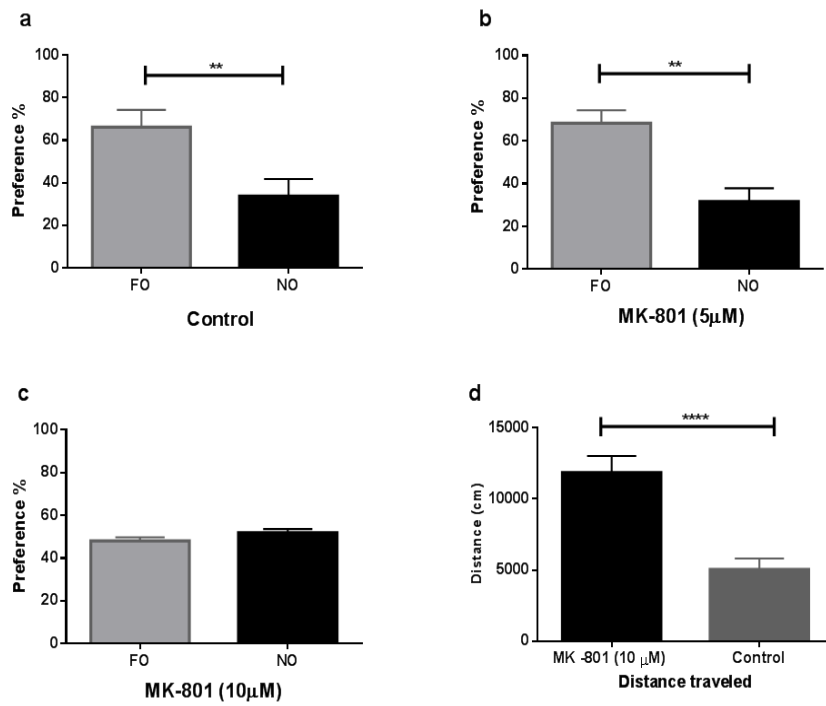 a
100
80
60
40
20
0
Preference %
**
FO
NO
Control
b
100
80
60
40
20
0
Preference %
**
FO
NO
MK-801 (5µM)
c
100
80
60
40
20
0
Preference %
FO
NO
MK-801 (10µM)
d
15000
10000
5000
0
Distance (cm)
****
MK -801 (10 µM)
Control
Distance traveled